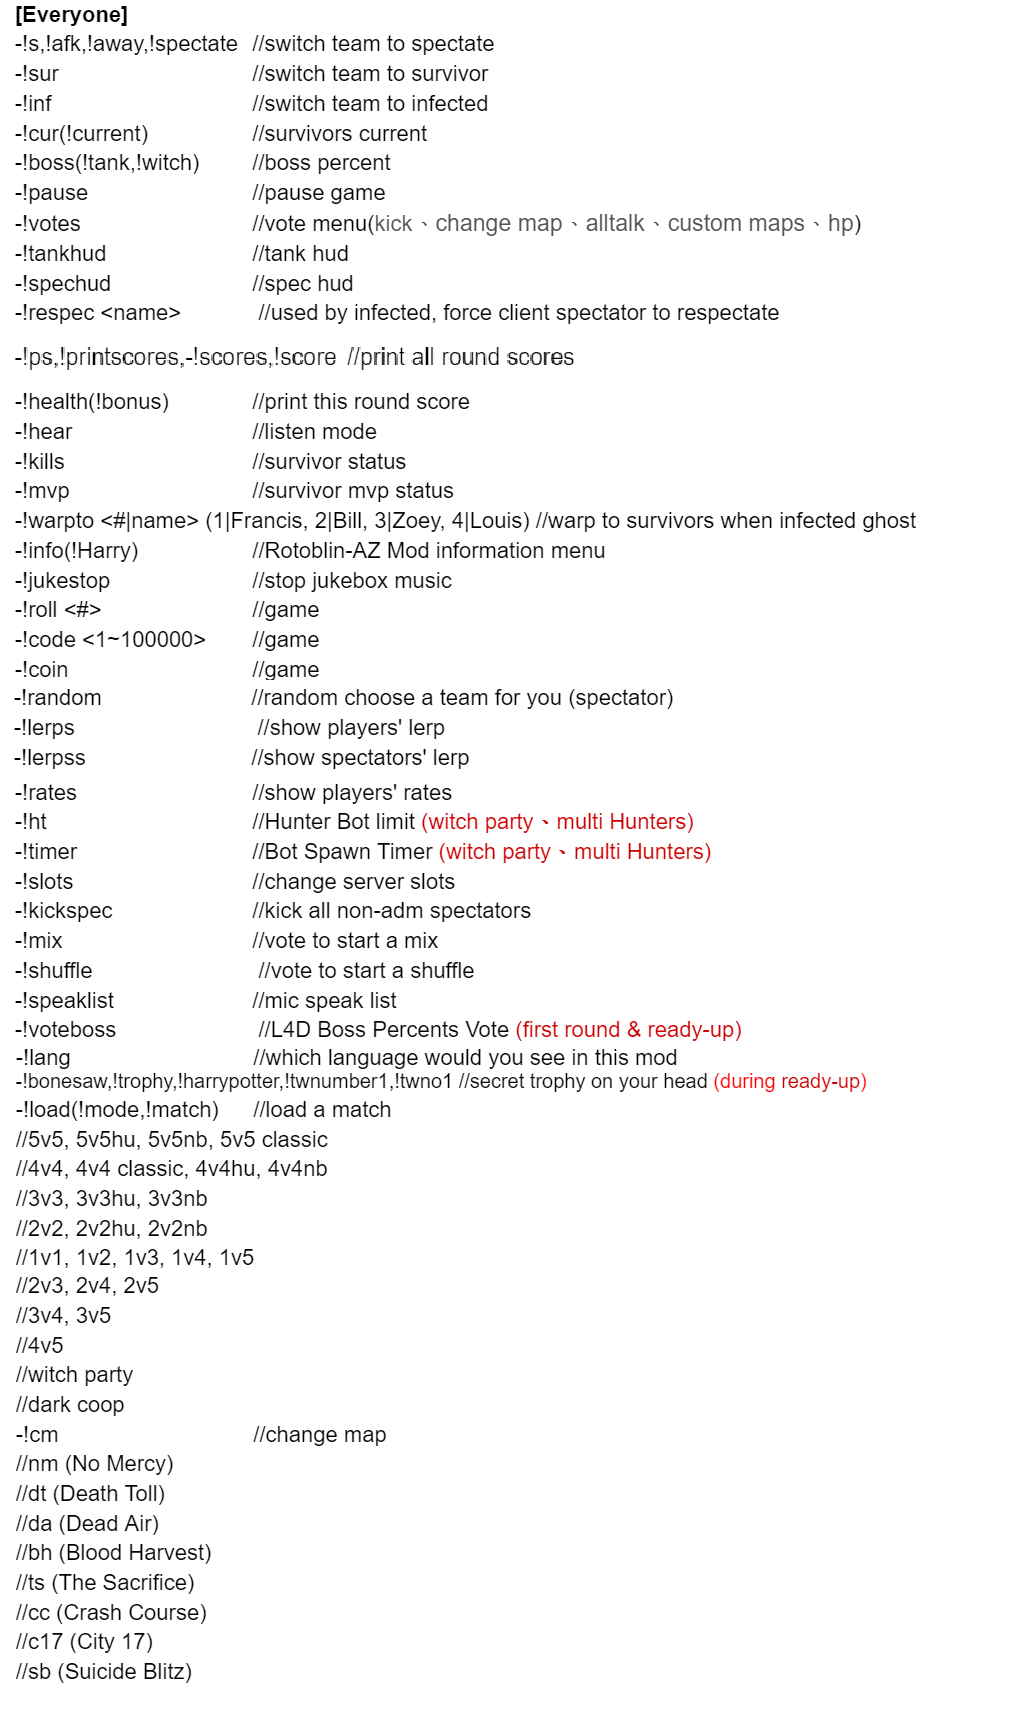 [Everyone]
-!s,!afk,!away,!spectate //switch team to spectate
-!sur //switch team to survivor
-!inf //switch team to infected
-!cur(!current) //survivors current
-!boss(!tank,!witch) //boss percent
-!pause //pause game
-!votes //vote menu(kick、change map、alltalk、custom maps、hp)
-!tankhud //tank hud
-!spechud //spec hud
-!respec <name> //used by infected, force client spectator to respectate
-!ps,!printscores,-!scores,!score //print all round scores
-!health(!bonus) //print this round score
-!hear //listen mode
-!kills //survivor status
-!mvp //survivor mvp status
-!warpto <#|name> (1|Francis, 2|Bill, 3|Zoey, 4|Louis) //warp to survivors when infected ghost
-!info(!Harry) //Rotoblin-AZ Mod information menu
-!jukestop //stop jukebox music
-!roll <#> //game
-!code <1~100000> //game
-!coin //game
-!random //random choose a team for you (spectator)
-!lerps //show players' lerp
-!lerpss //show spectators' lerp
-!rates //show players' rates
-!ht //Hunter Bot limit (witch party、multi Hunters)
-!timer //Bot Spawn Timer (witch party、multi Hunters)
-!slots //change server slots
-!kickspec //kick all non-adm spectators
-!mix //vote to start a mix
-!shuffle //vote to start a shuffle
-!speaklist //mic speak list
-!voteboss //L4D Boss Percents Vote (first round & ready-up)
-!lang //which language would you see in this mod
-!bonesaw,!trophy,!harrypotter,!twnumber1,!twno1 //secret trophy on your head (during ready-up)
-!load(!mode,!match) //load a match
//5v5, 5v5hu, 5v5nb, 5v5 classic
//4v4, 4v4 classic, 4v4hu, 4v4nb
//3v3, 3v3hu, 3v3nb
//2v2, 2v2hu, 2v2nb
//1v1, 1v2, 1v3, 1v4, 1v5
//2v3, 2v4, 2v5
//3v4, 3v5
//4v5
//witch party
//dark coop
-!cm //change map
//nm (No Mercy)
//dt (Death Toll)
//da (Dead Air)
//bh (Blood Harvest)
//ts (The Sacrifice)
//cc (Crash Course)
//c17 (City 17)
//sb (Suicide Blitz)